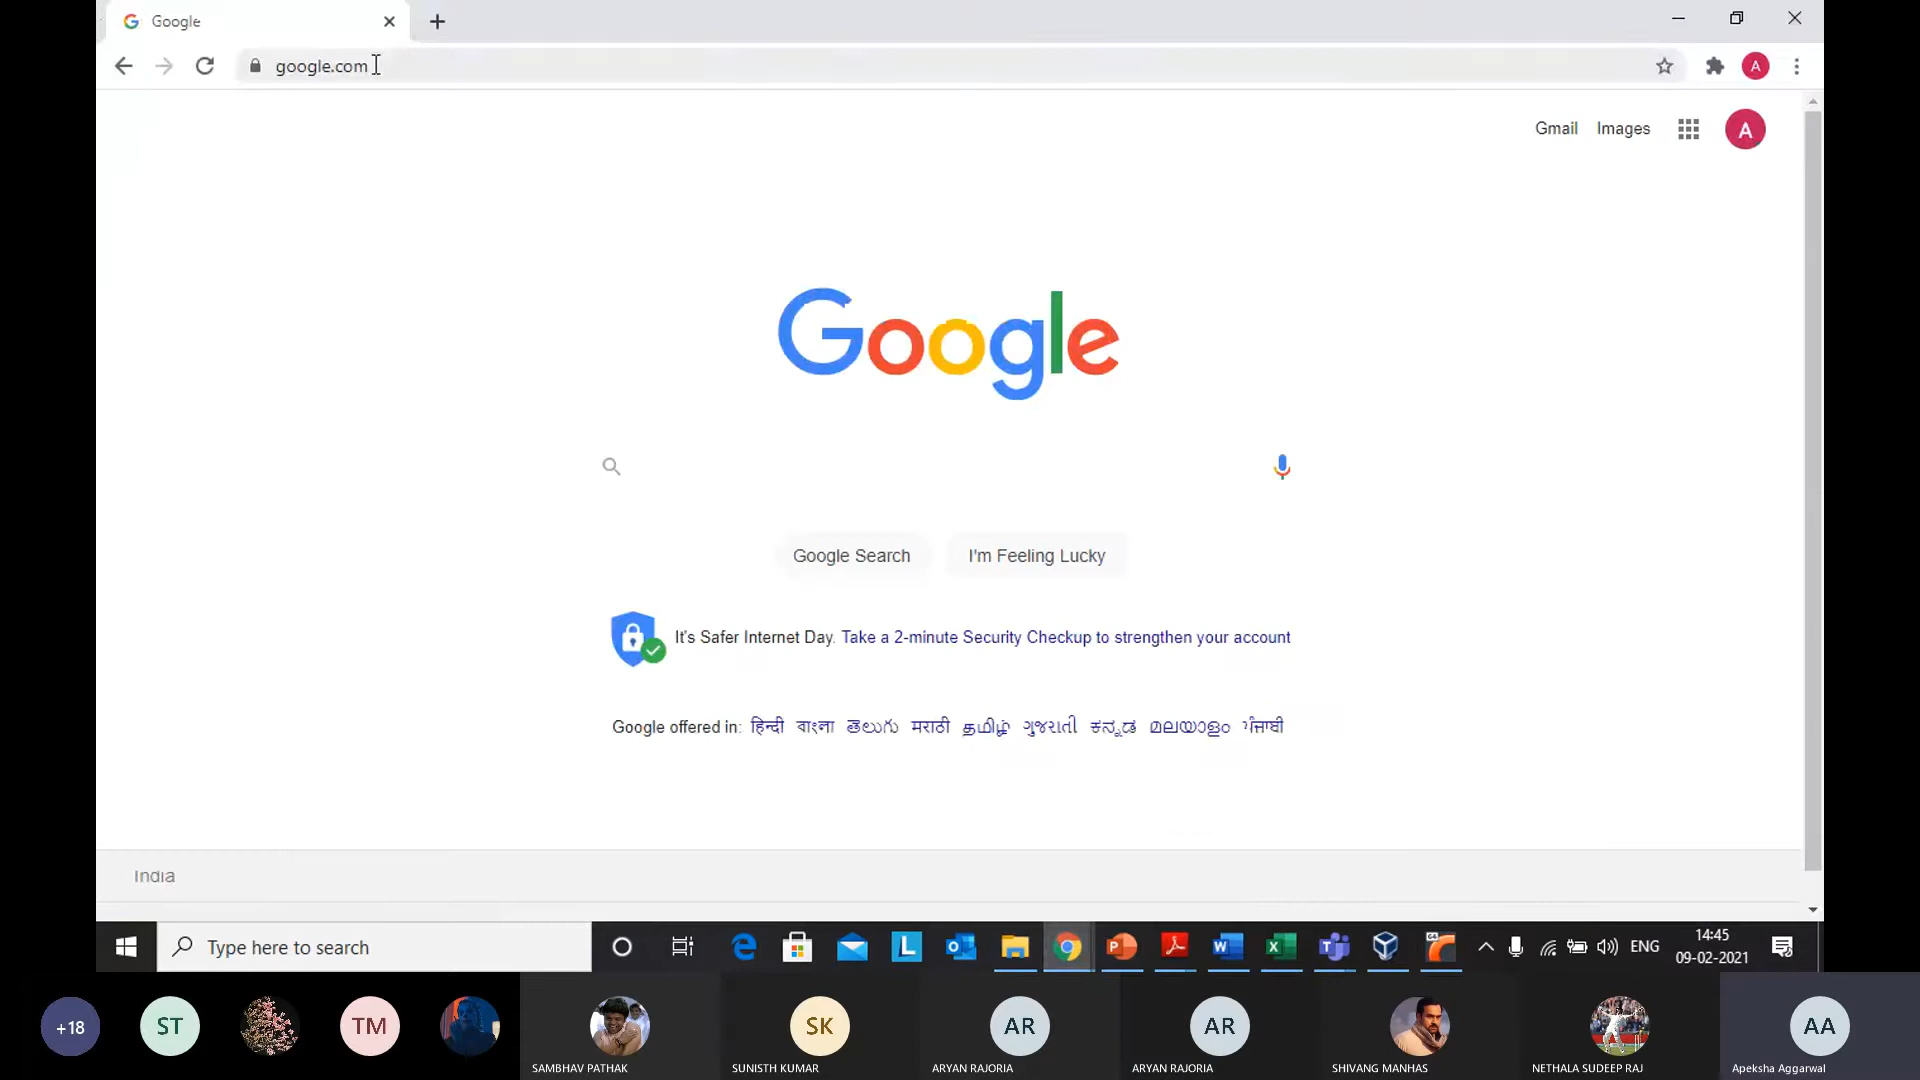 Google
google.com
A
Gmail Images
A
Google
Google Search I'm Feeling Lucky
It's Safer Internet Day. Take a 2-minute Security Checkup to strengthen your account
Google offered in: हिन्दी বাংলা తెలుగు मराठी தமிழ் ગુજરાતી ಕನ್ನಡ മലയാളം ਪੰਜਾਬੀ
India
Type here to search
L
ENG
14:45
09-02-2021
+18 ST TM SK AR AR AA
SAMBHAV PATHAK SUNISTH KUMAR ARYAN RAJORIA ARYAN RAJORIA SHIVANG MANHAS NETHALA SUDEEP RAJ Apeksha Aggarwal